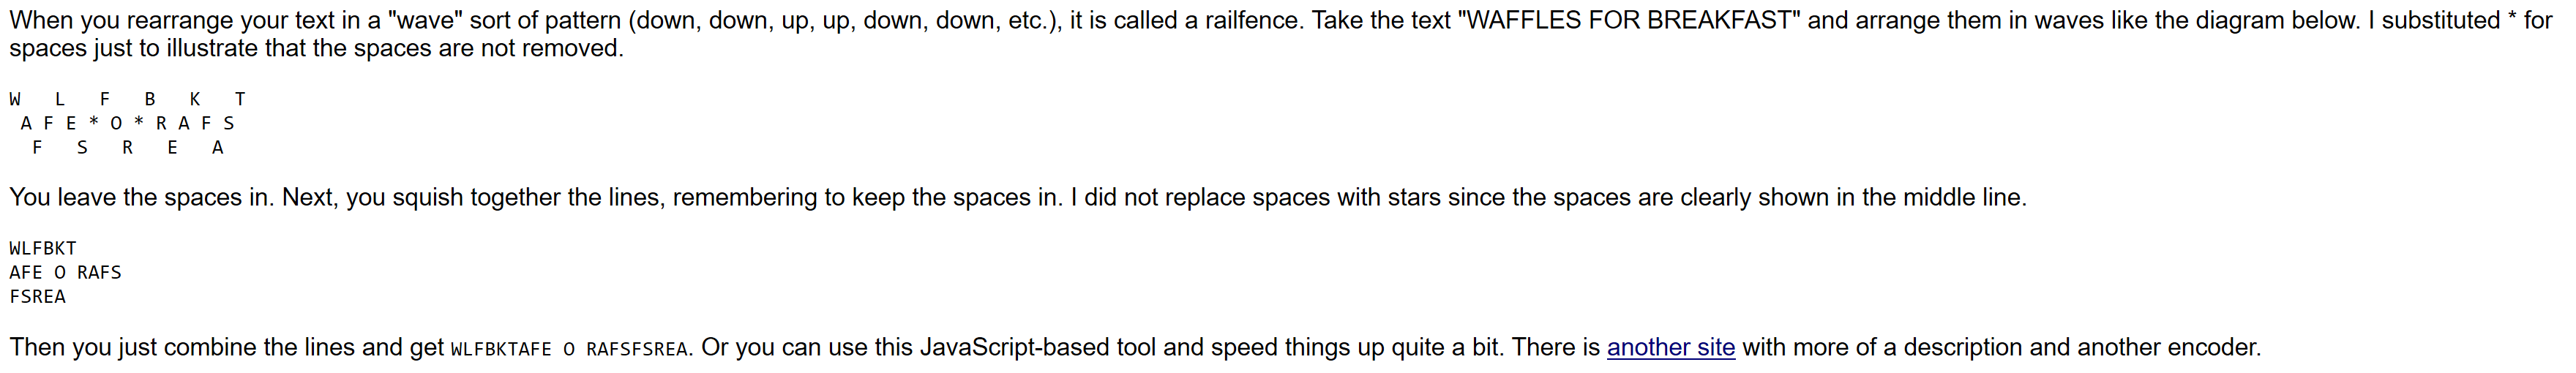 When you rearrange your text in a "wave" sort of pattern (down, down, up, up, down, down, etc.), it is called a railfence. Take the text "WAFFLES FOR BREAKFAST" and arrange them in waves like the diagram below. I substituted * for
spaces just to illustrate that the spaces are not removed.
W   L   F   B   K   T
 A F E * O * R A F S
  F   S   R   E   A
You leave the spaces in. Next, you squish together the lines, remembering to keep the spaces in. I did not replace spaces with stars since the spaces are clearly shown in the middle line.
WLFBKT
AFE O RAFS
FSREA
Then you just combine the lines and get WLFBKTAFE O RAFSFSREA. Or you can use this JavaScript-based tool and speed things up quite a bit. There is another site with more of a description and another encoder.